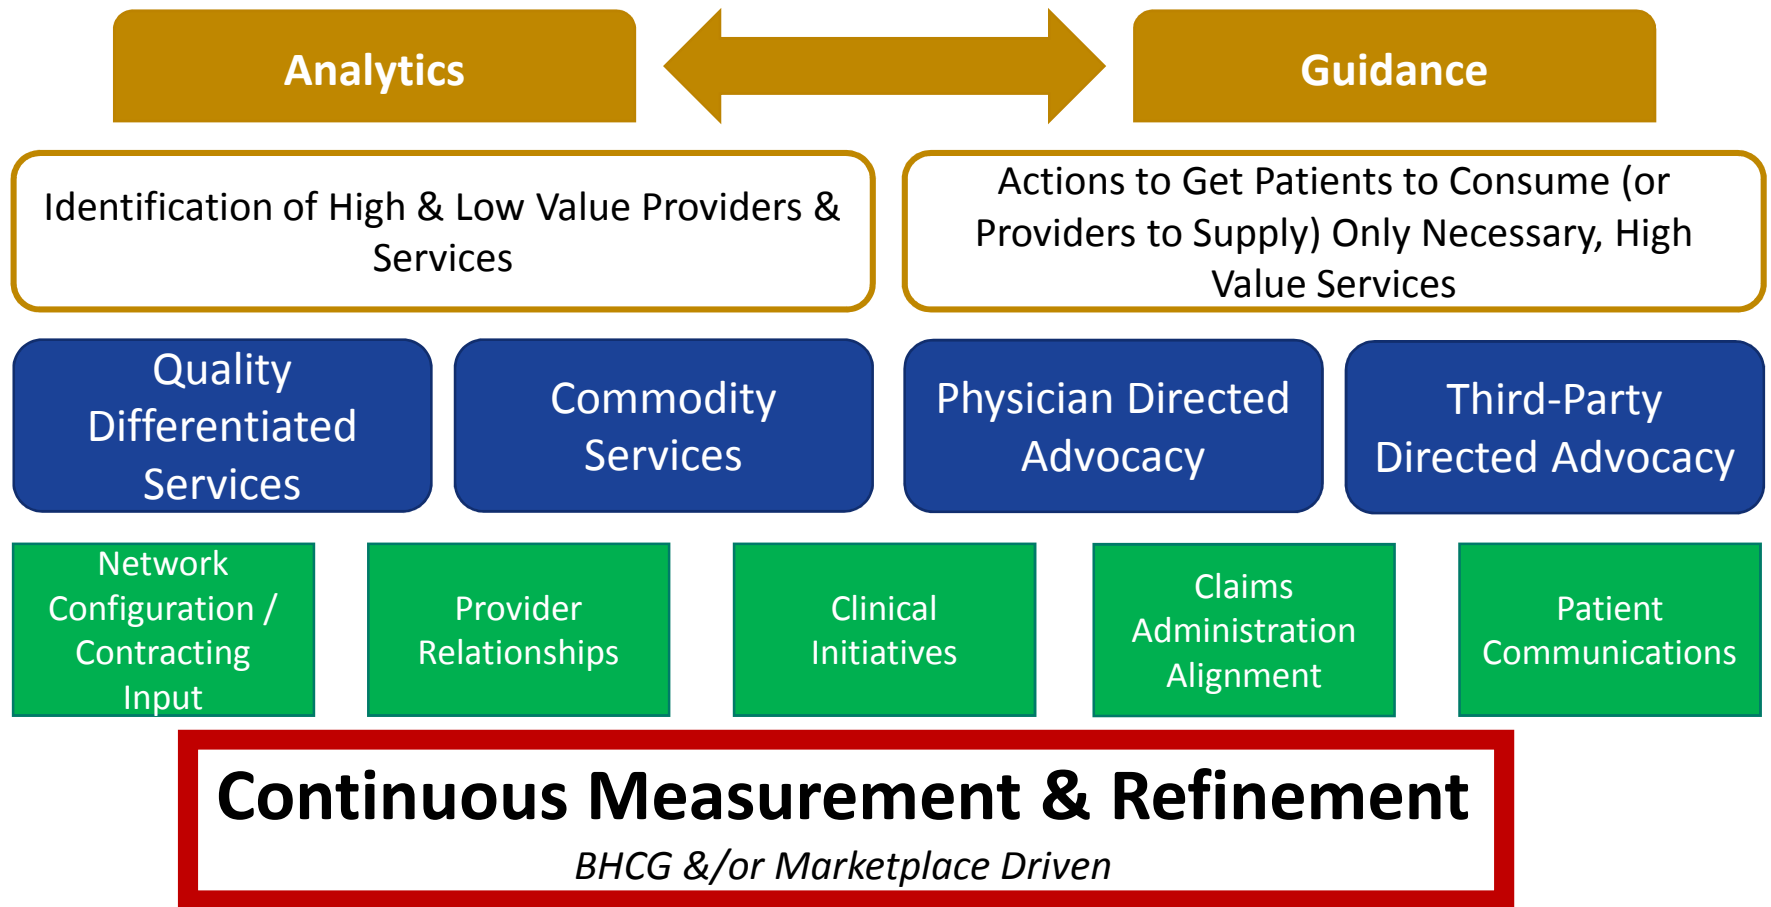 Analytics
Guidance
Identification of High & Low Value Providers &
Services
Actions to Get Patients to Consume (or
Providers to Supply) Only Necessary, High
Value Services
Quality
Differentiated
Services
Commodity
Services
Physician Directed
Advocacy
Third-Party
Directed Advocacy
Network
Configuration /
Contracting
Input
Provider
Relationships
Clinical
Initiatives
Claims
Administration
Alignment
Patient
Communications
Continuous Measurement & Refinement
BHCG &/or Marketplace Driven